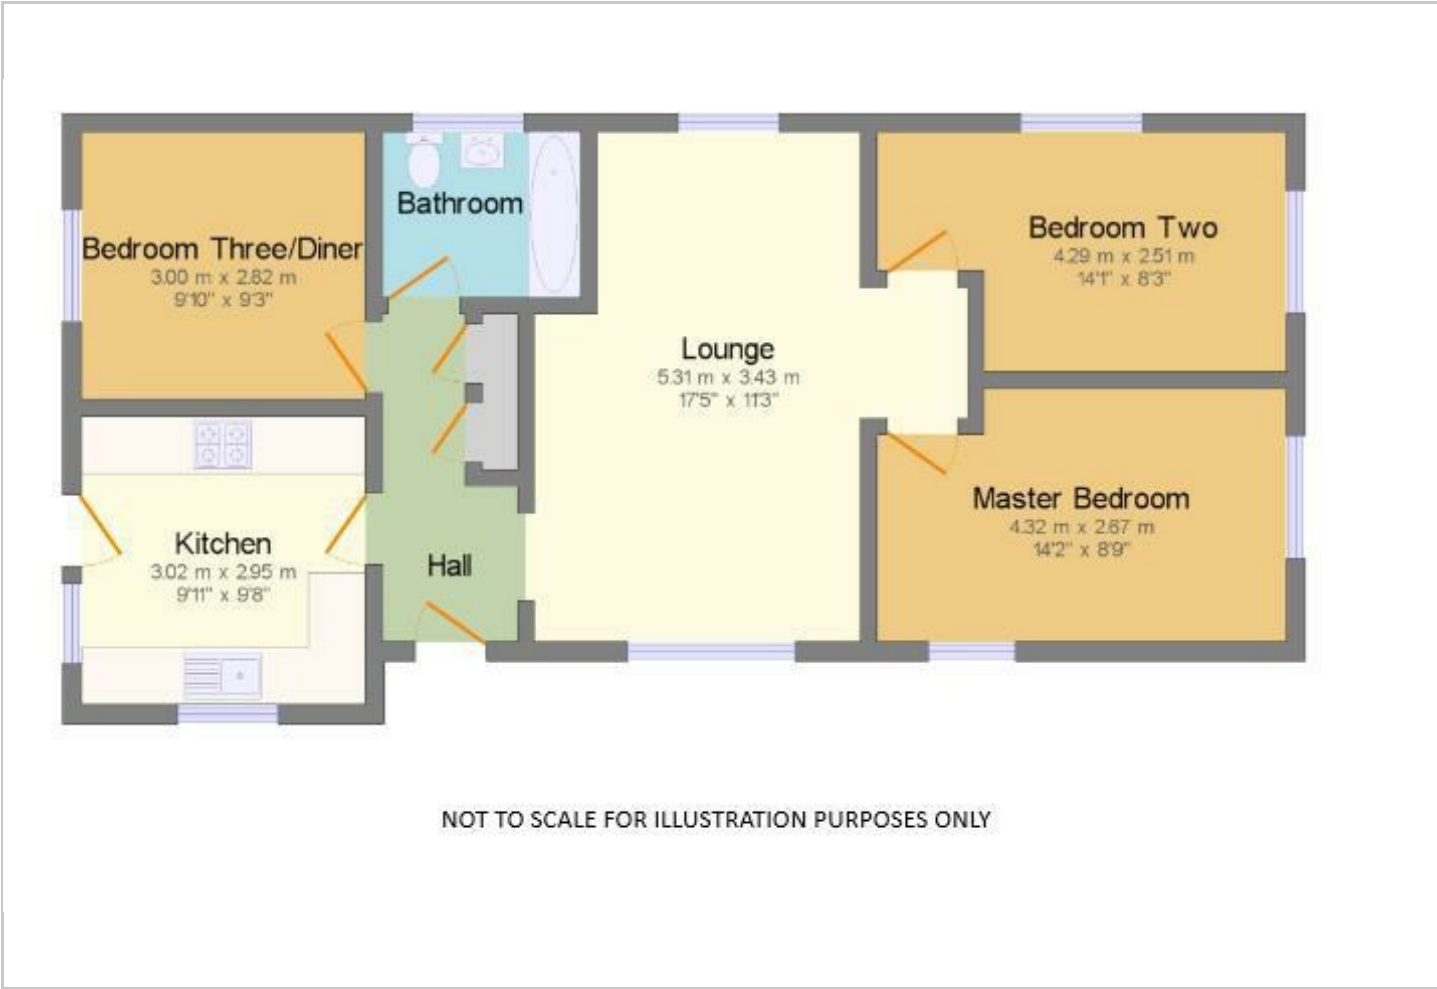 Bathroom
Bedroom Three/Diner
3.00 m x 2.82 m
9'10" x 9'3"
Bedroom Two
4.29 m x 2.51 m
14'1" x 8'3"
Lounge
5.31 m x 3.43 m
17'5" x 11'3"
Master Bedroom
4.32 m x 2.67 m
14'2" x 8'9"
Kitchen
3.02 m x 2.95 m
9'11" x 9'8"
Hall
NOT TO SCALE FOR ILLUSTRATION PURPOSES ONLY